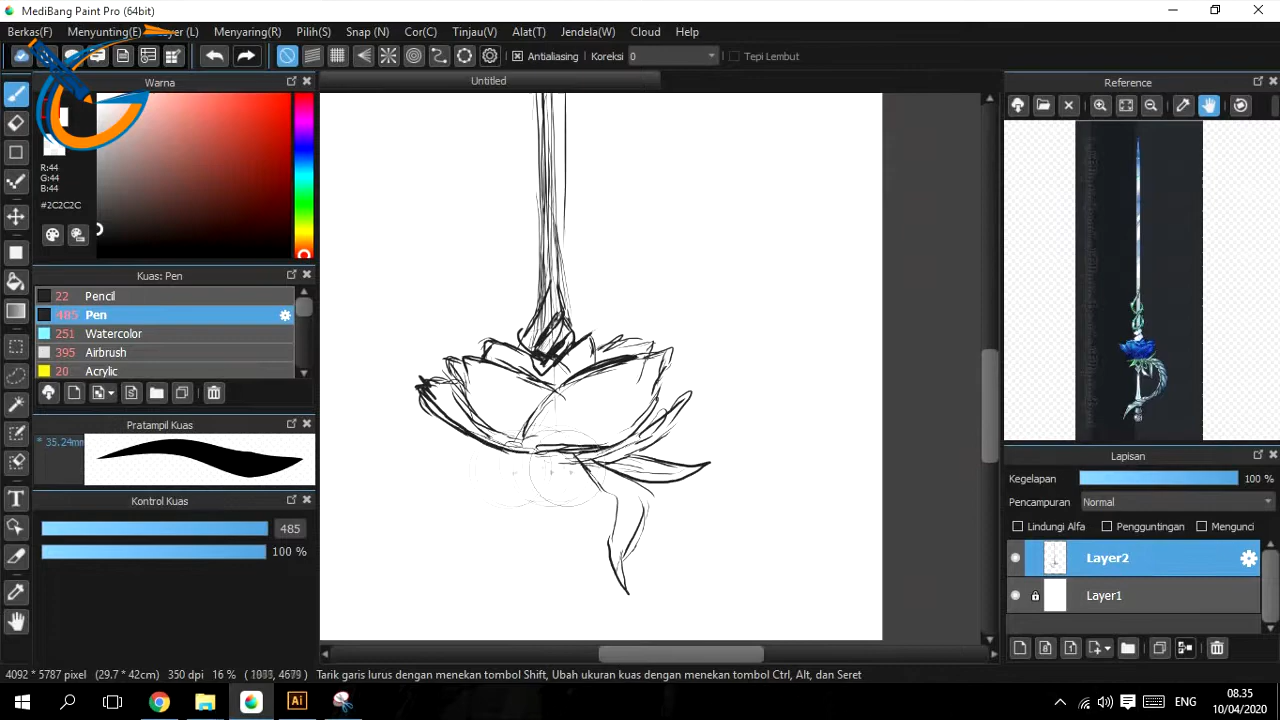 MediBang Paint Pro (64bit)
Berkas(F) Menyunting(E) Layer (L) Menyaring(R) Pilih(S) Snap (N) Cor(C) Tinjau(V) Alat(T) Jendela(W) Cloud Help
Antialiasing Koreksi 0 Tepi Lembut
Warna
Untitled
Reference
R:44
G:44
B:44
#2C2C2C
Kuas: Pen
22 Pencil
485 Pen
251 Watercolor
395 Airbrush
20 Acrylic
Pratampil Kuas
* 35.24mm
Kontrol Kuas
485
100 %
Lapisan
Kegelapan 100 %
Pencampuran Normal
Lindungi Alfa Pengguntingan Mengunci
Layer2
Layer1
4092 * 5787 pixel (29.7 * 42cm) 350 dpi 16 % Tarik garis lurus dengan menekan tombol Shift, Ubah ukuran kuas dengan menekan tombol Ctrl, Alt, dan Seret
ENG
08.35
10/04/2020